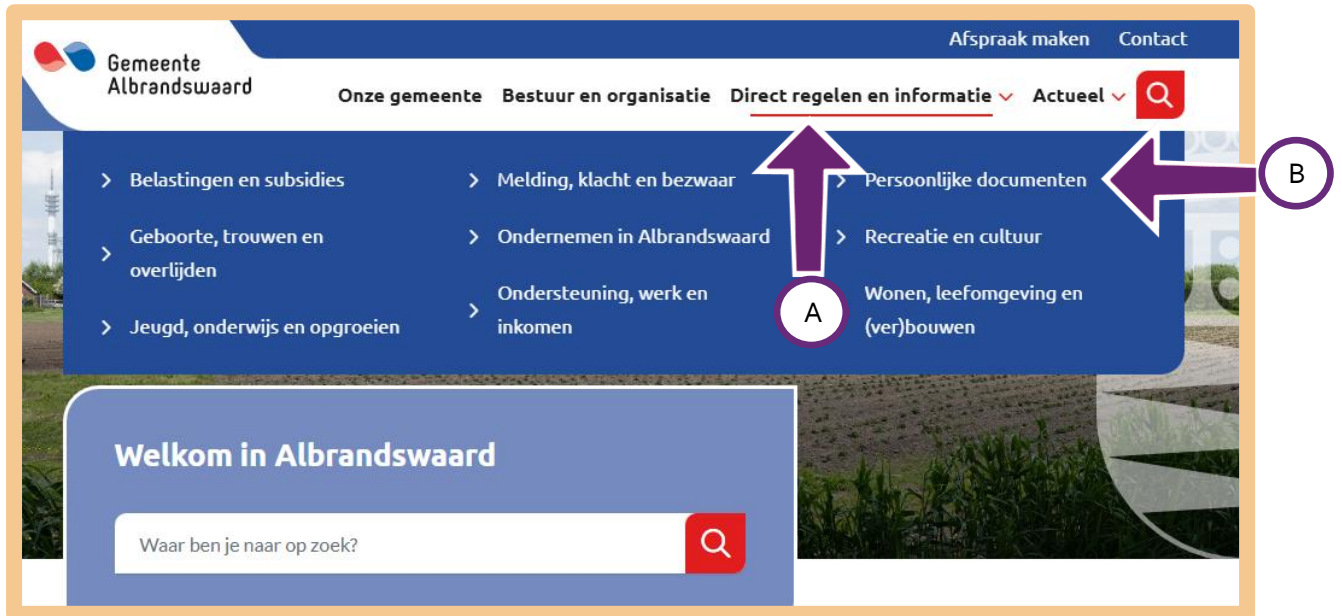 Afspraak maken Contact
Gemeente
Albrandswaard
Onze gemeente Bestuur en organisatie Direct regelen en informatie Actueel
Belastingen en subsidies
Geboorte, trouwen en
overlijden
Jeugd, onderwijs en opgroeien
Melding, klacht en bezwaar
Ondernemen in Albrandswaard
Ondersteuning, werk en
inkomen
Persoonlijke documenten
Recreatie en cultuur
Wonen, leefomgeving en
(ver)bouwen
A
B
Welkom in Albrandswaard
Waar ben je naar op zoek?